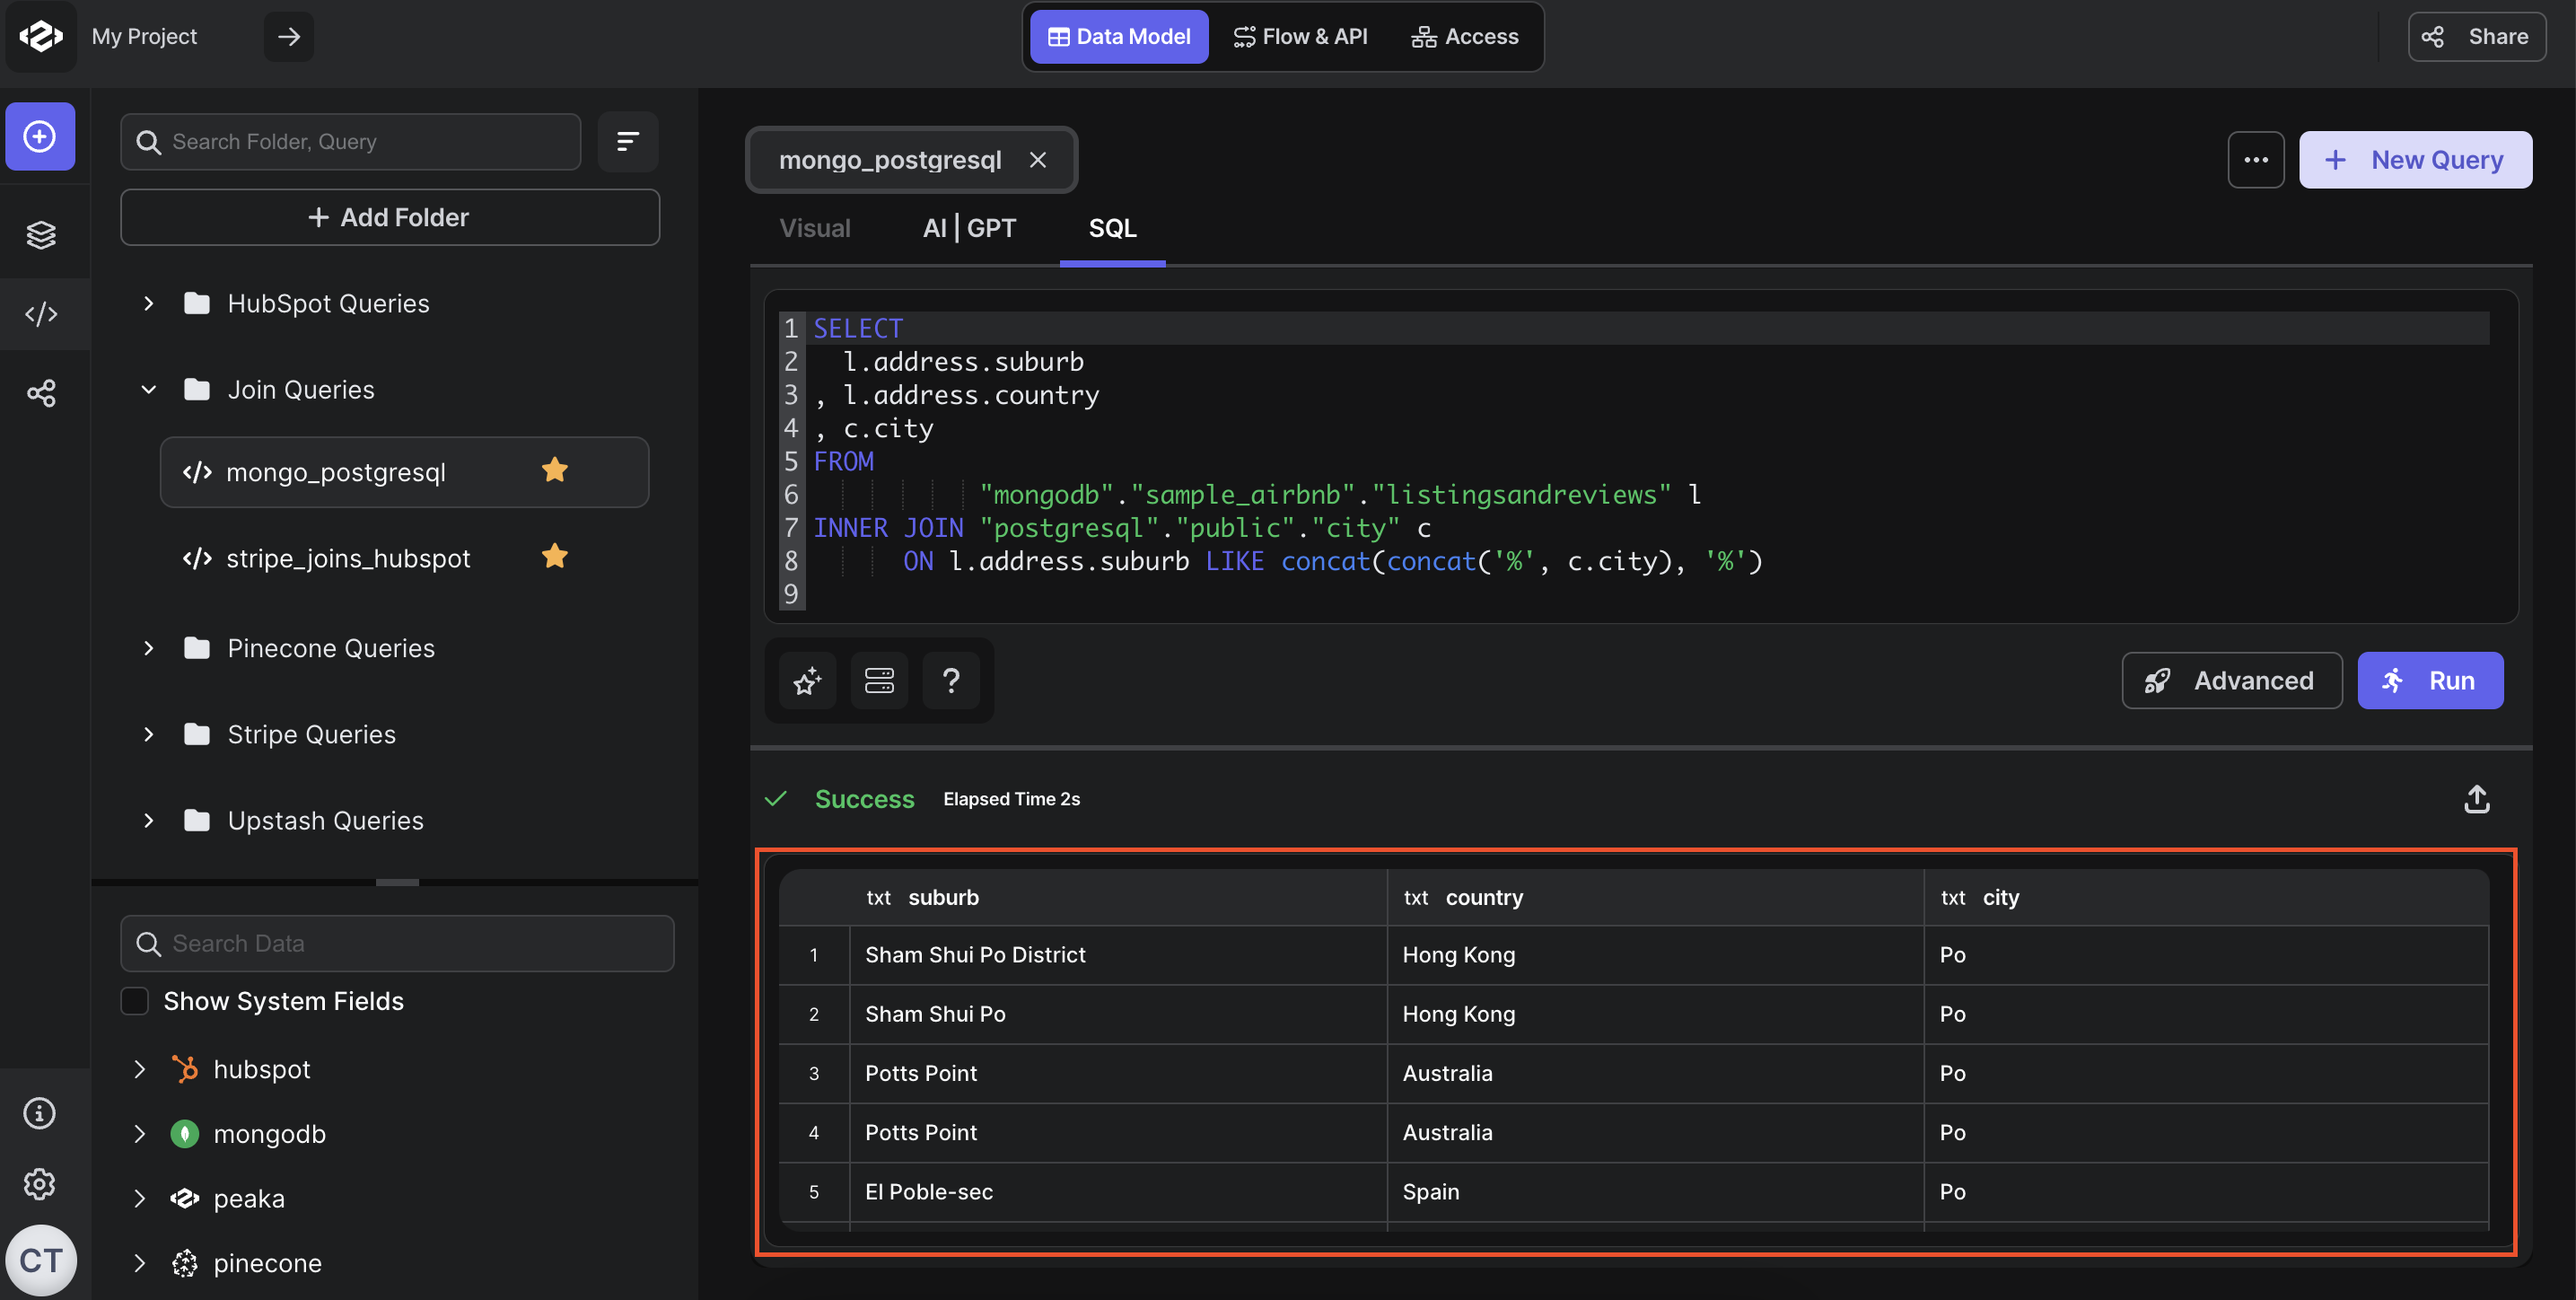 My Project
Data Model
Flow & API
Access
Share
Search Folder, Query
+ Add Folder
HubSpot Queries
Join Queries
</> mongo_postgresql
</> stripe_joins_hubspot
Pinecone Queries
Stripe Queries
Upstash Queries
Search Data
Show System Fields
hubspot
mongodb
peaka
pinecone
CT
mongo_postgresql
+ New Query
Visual AI | GPT SQL
1 SELECT
2 l.address.suburb
3 , l.address.country
4 , c.city
5 FROM
6 "mongodb"."sample_airbnb"."listingsandreviews" l
7 INNER JOIN "postgresql"."public"."city" c
8 ON l.address.suburb LIKE concat(concat('%', c.city), '%')
9
?
Advanced
Run
Success Elapsed Time 2s
txt suburb txt country txt city
1 Sham Shui Po District Hong Kong Po
2 Sham Shui Po Hong Kong Po
3 Potts Point Australia Po
4 Potts Point Australia Po
5 El Poble-sec Spain Po